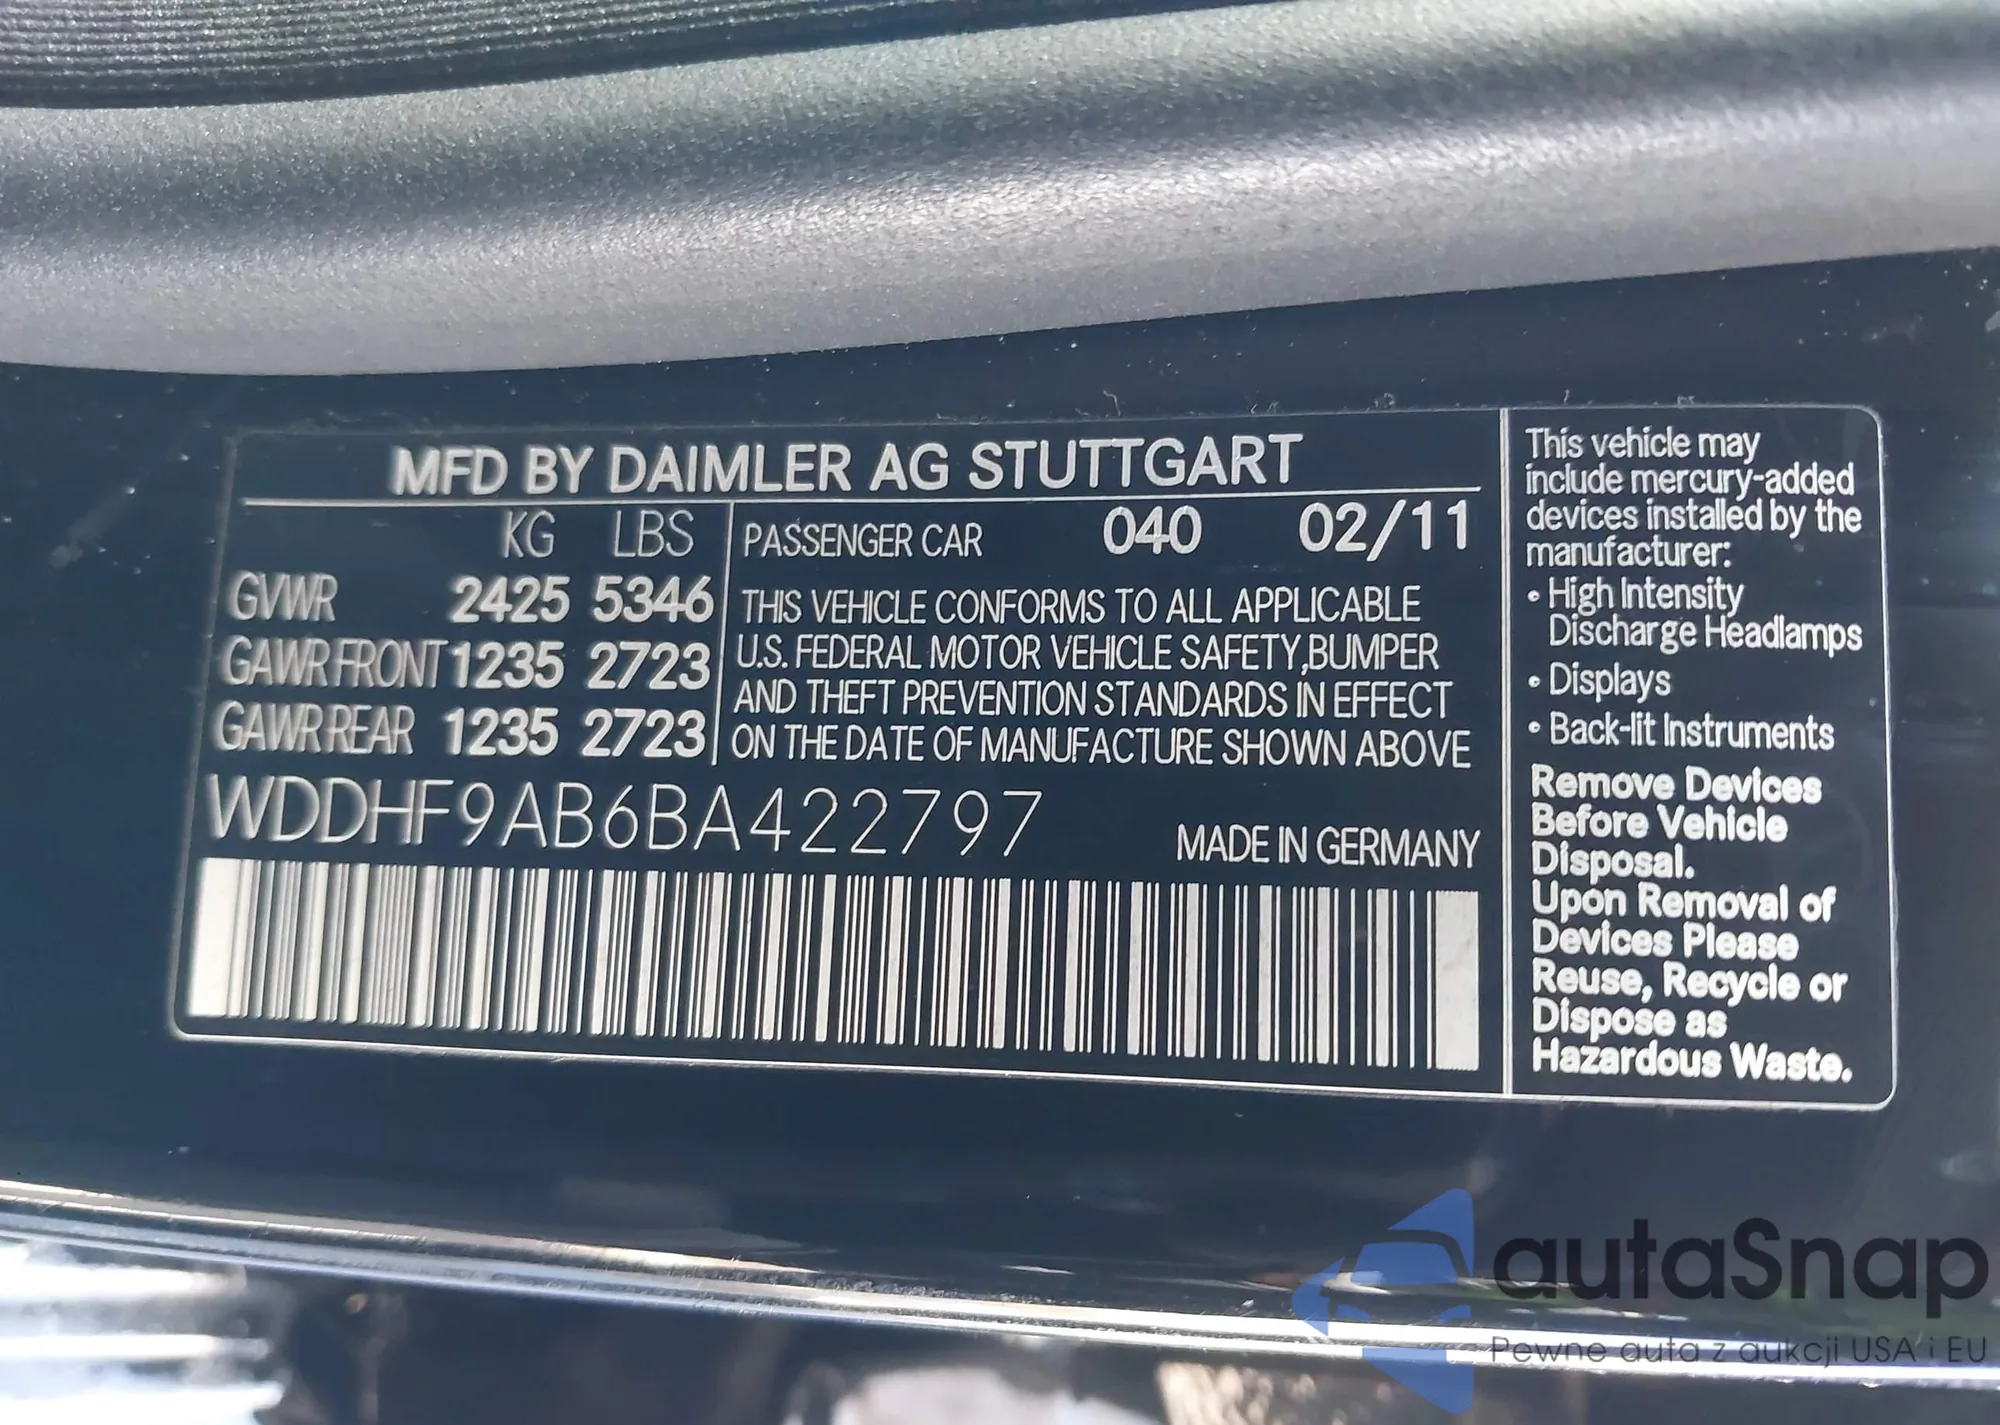 MFD BY DAIMLER AG STUTTGART
KG LBS
GVWR 2425 5346
GAWR FRONT 1235 2723
GAWR REAR 1235 2723
PASSENGER CAR 040 02/11
THIS VEHICLE CONFORMS TO ALL APPLICABLE
U.S. FEDERAL MOTOR VEHICLE SAFETY,BUMPER
AND THEFT PREVENTION STANDARDS IN EFFECT
ON THE DATE OF MANUFACTURE SHOWN ABOVE
WDDHF9AB6BA422797
MADE IN GERMANY
This vehicle may
include mercury-added
devices installed by the
manufacturer:
• High Intensity
Discharge Headlamps
• Displays
• Back-lit Instruments
Remove Devices
Before Vehicle
Disposal.
Upon Removal of
Devices Please
Reuse, Recycle or
Dispose as
Hazardous Waste.
autaSnap
Pewne auta z aukcji USA i EU